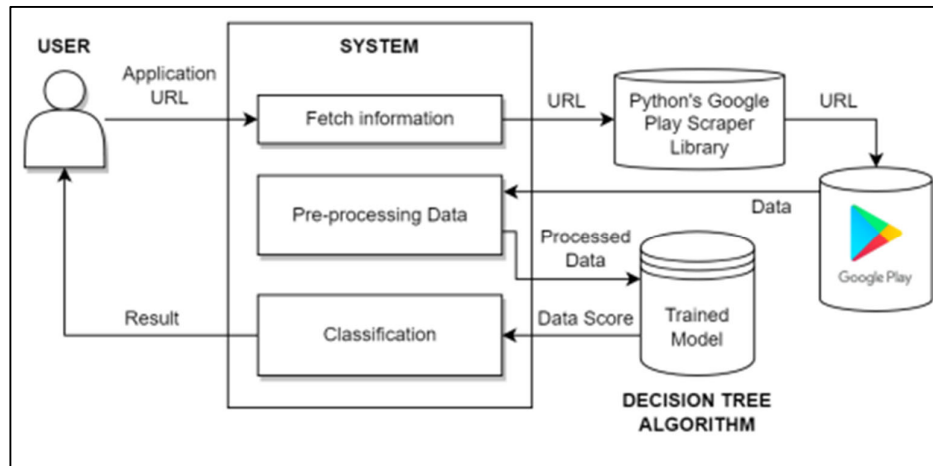 USER
SYSTEM
Application
URL
Fetch information
URL
Python's Google
Play Scraper
Library
URL
Pre-processing Data
Data
Google Play
Processed
Data
Result
Classification
Data Score
Trained
Model
DECISION TREE
ALGORITHM